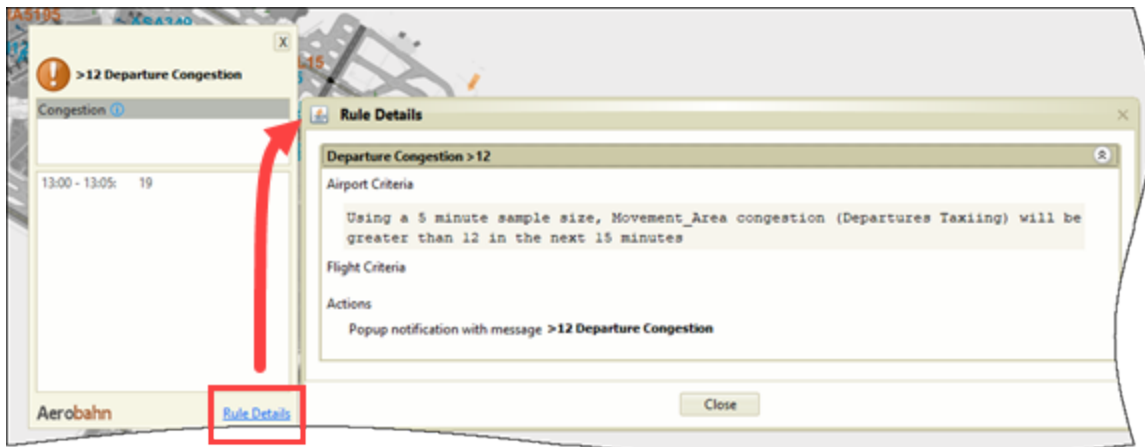 ASA349
X
>12 Departure Congestion
Congestion
13:00 - 13:05: 19
Aerobahn
Rule Details
Rule Details
Departure Congestion >12
Airport Criteria
Using a 5 minute sample size, Movement_Area congestion (Departures Taxiing) will be
greater than 12 in the next 15 minutes
Flight Criteria
Actions
Popup notification with message >12 Departure Congestion
Close